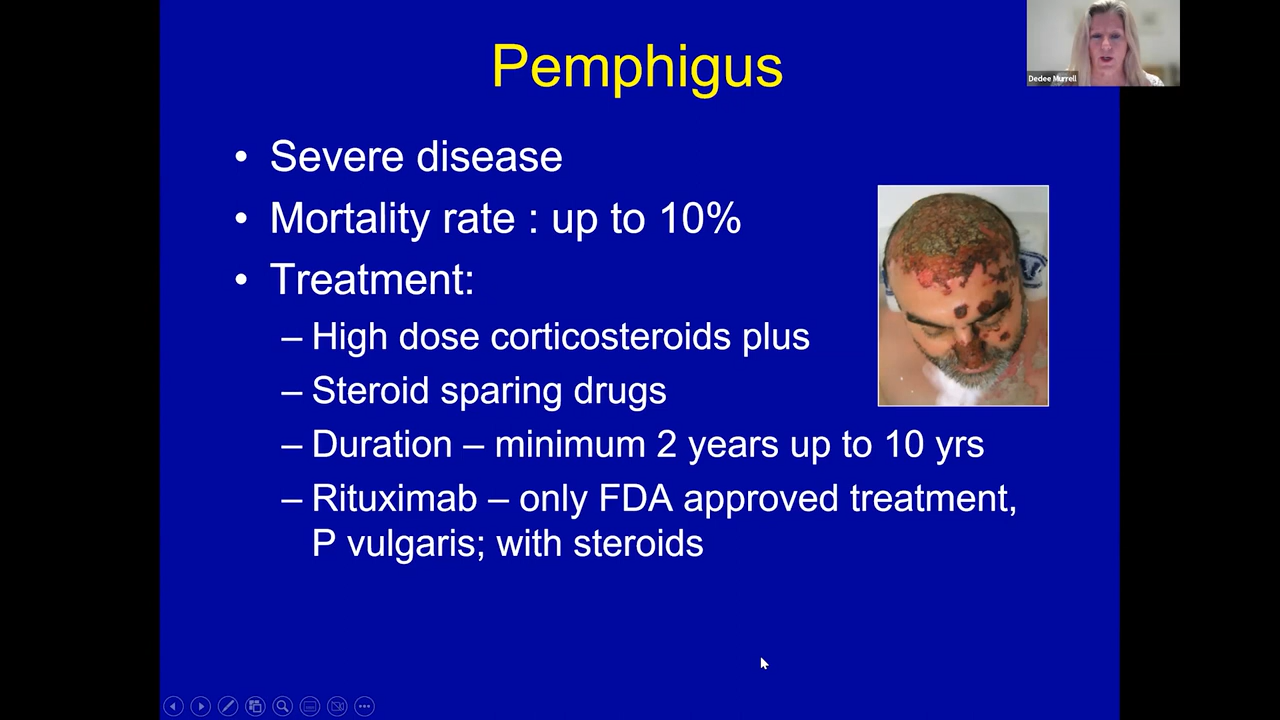 Pemphigus
Dedee Murrell
• Severe disease
• Mortality rate : up to 10%
• Treatment:
– High dose corticosteroids plus
– Steroid sparing drugs
– Duration – minimum 2 years up to 10 yrs
– Rituximab – only FDA approved treatment,
P vulgaris; with steroids